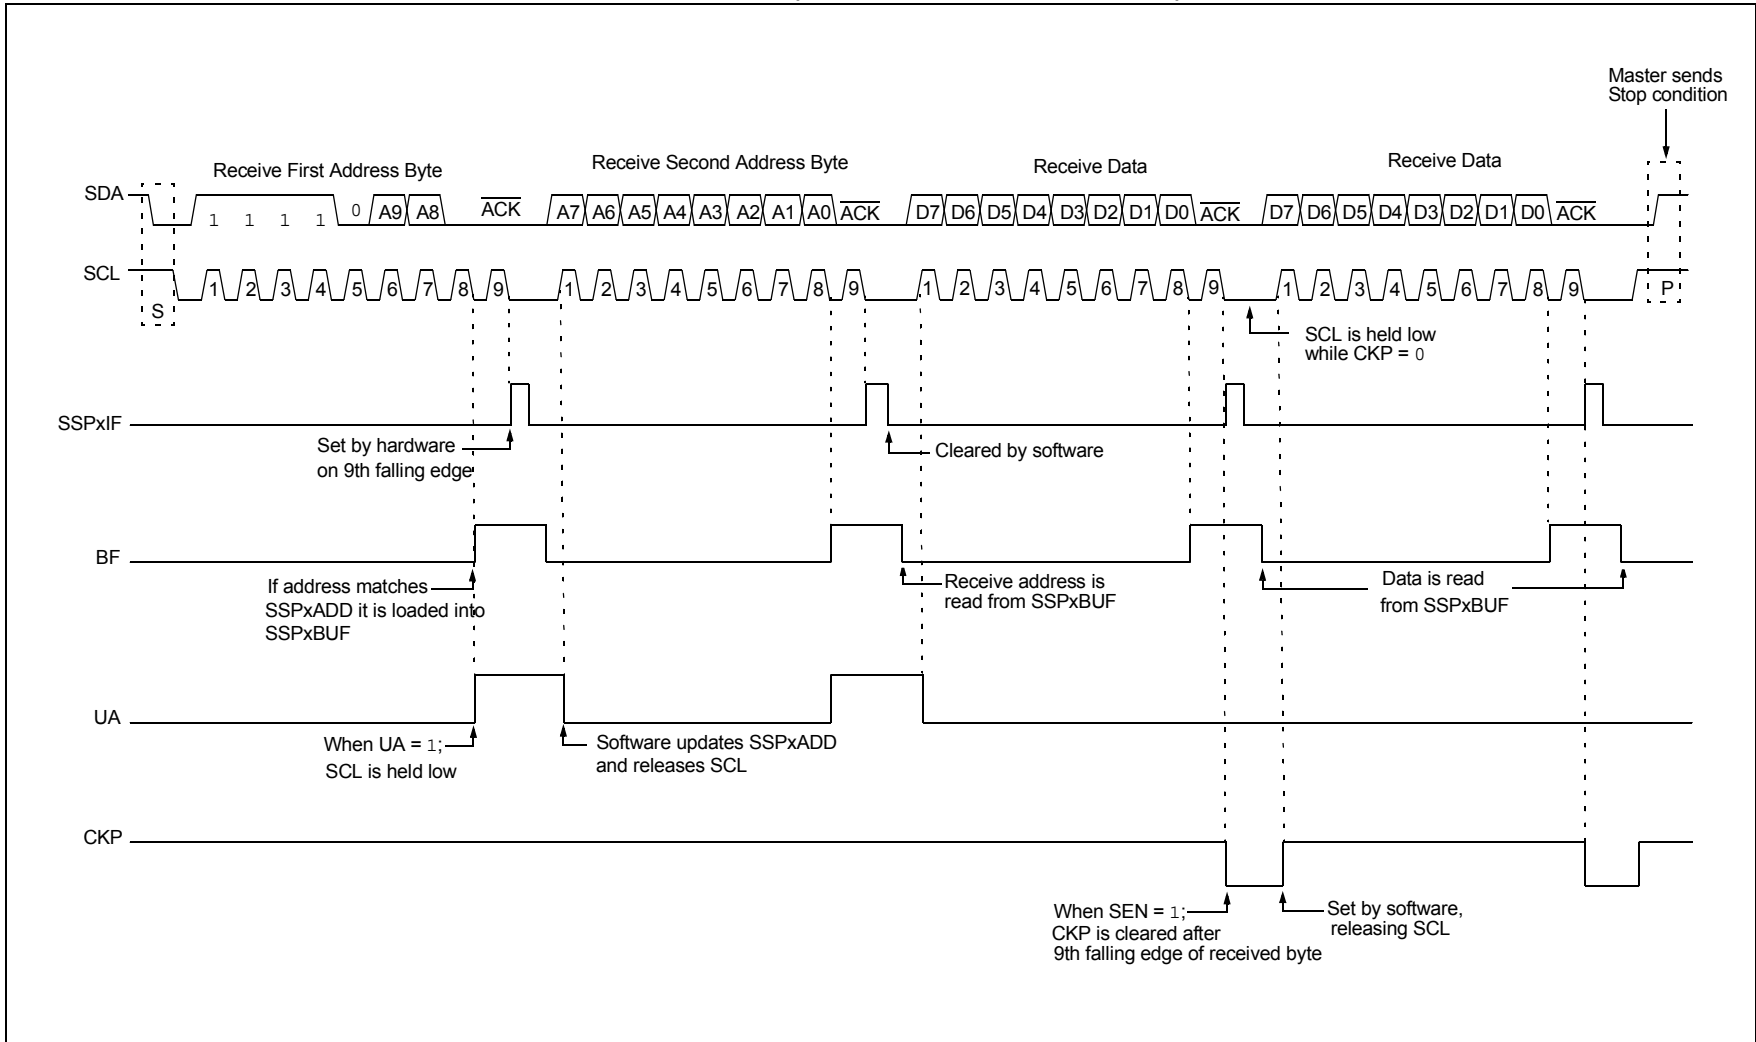 Master sends
Stop condition
Receive First Address Byte
Receive Second Address Byte
Receive Data
Receive Data
SDA
1 1 1 1 0 A9 A8 ACK A7 A6 A5 A4 A3 A2 A1 A0 ACK D7 D6 D5 D4 D3 D2 D1 D0 ACK D7 D6 D5 D4 D3 D2 D1 D0 ACK
SCL
S 1 2 3 4 5 6 7 8 9 1 2 3 4 5 6 7 8 9 1 2 3 4 5 6 7 8 9 1 2 3 4 5 6 7 8 9 P
SCL is held low
while CKP = 0
SSPxIF
Set by hardware
on 9th falling edge
Cleared by software
BF
If address matches
SSPxADD it is loaded into
SSPxBUF
Receive address is
read from SSPxBUF
Data is read
from SSPxBUF
UA
When UA = 1;
SCL is held low
Software updates SSPxADD
and releases SCL
CKP
When SEN = 1;
CKP is cleared after
9th falling edge of received byte
Set by software,
releasing SCL